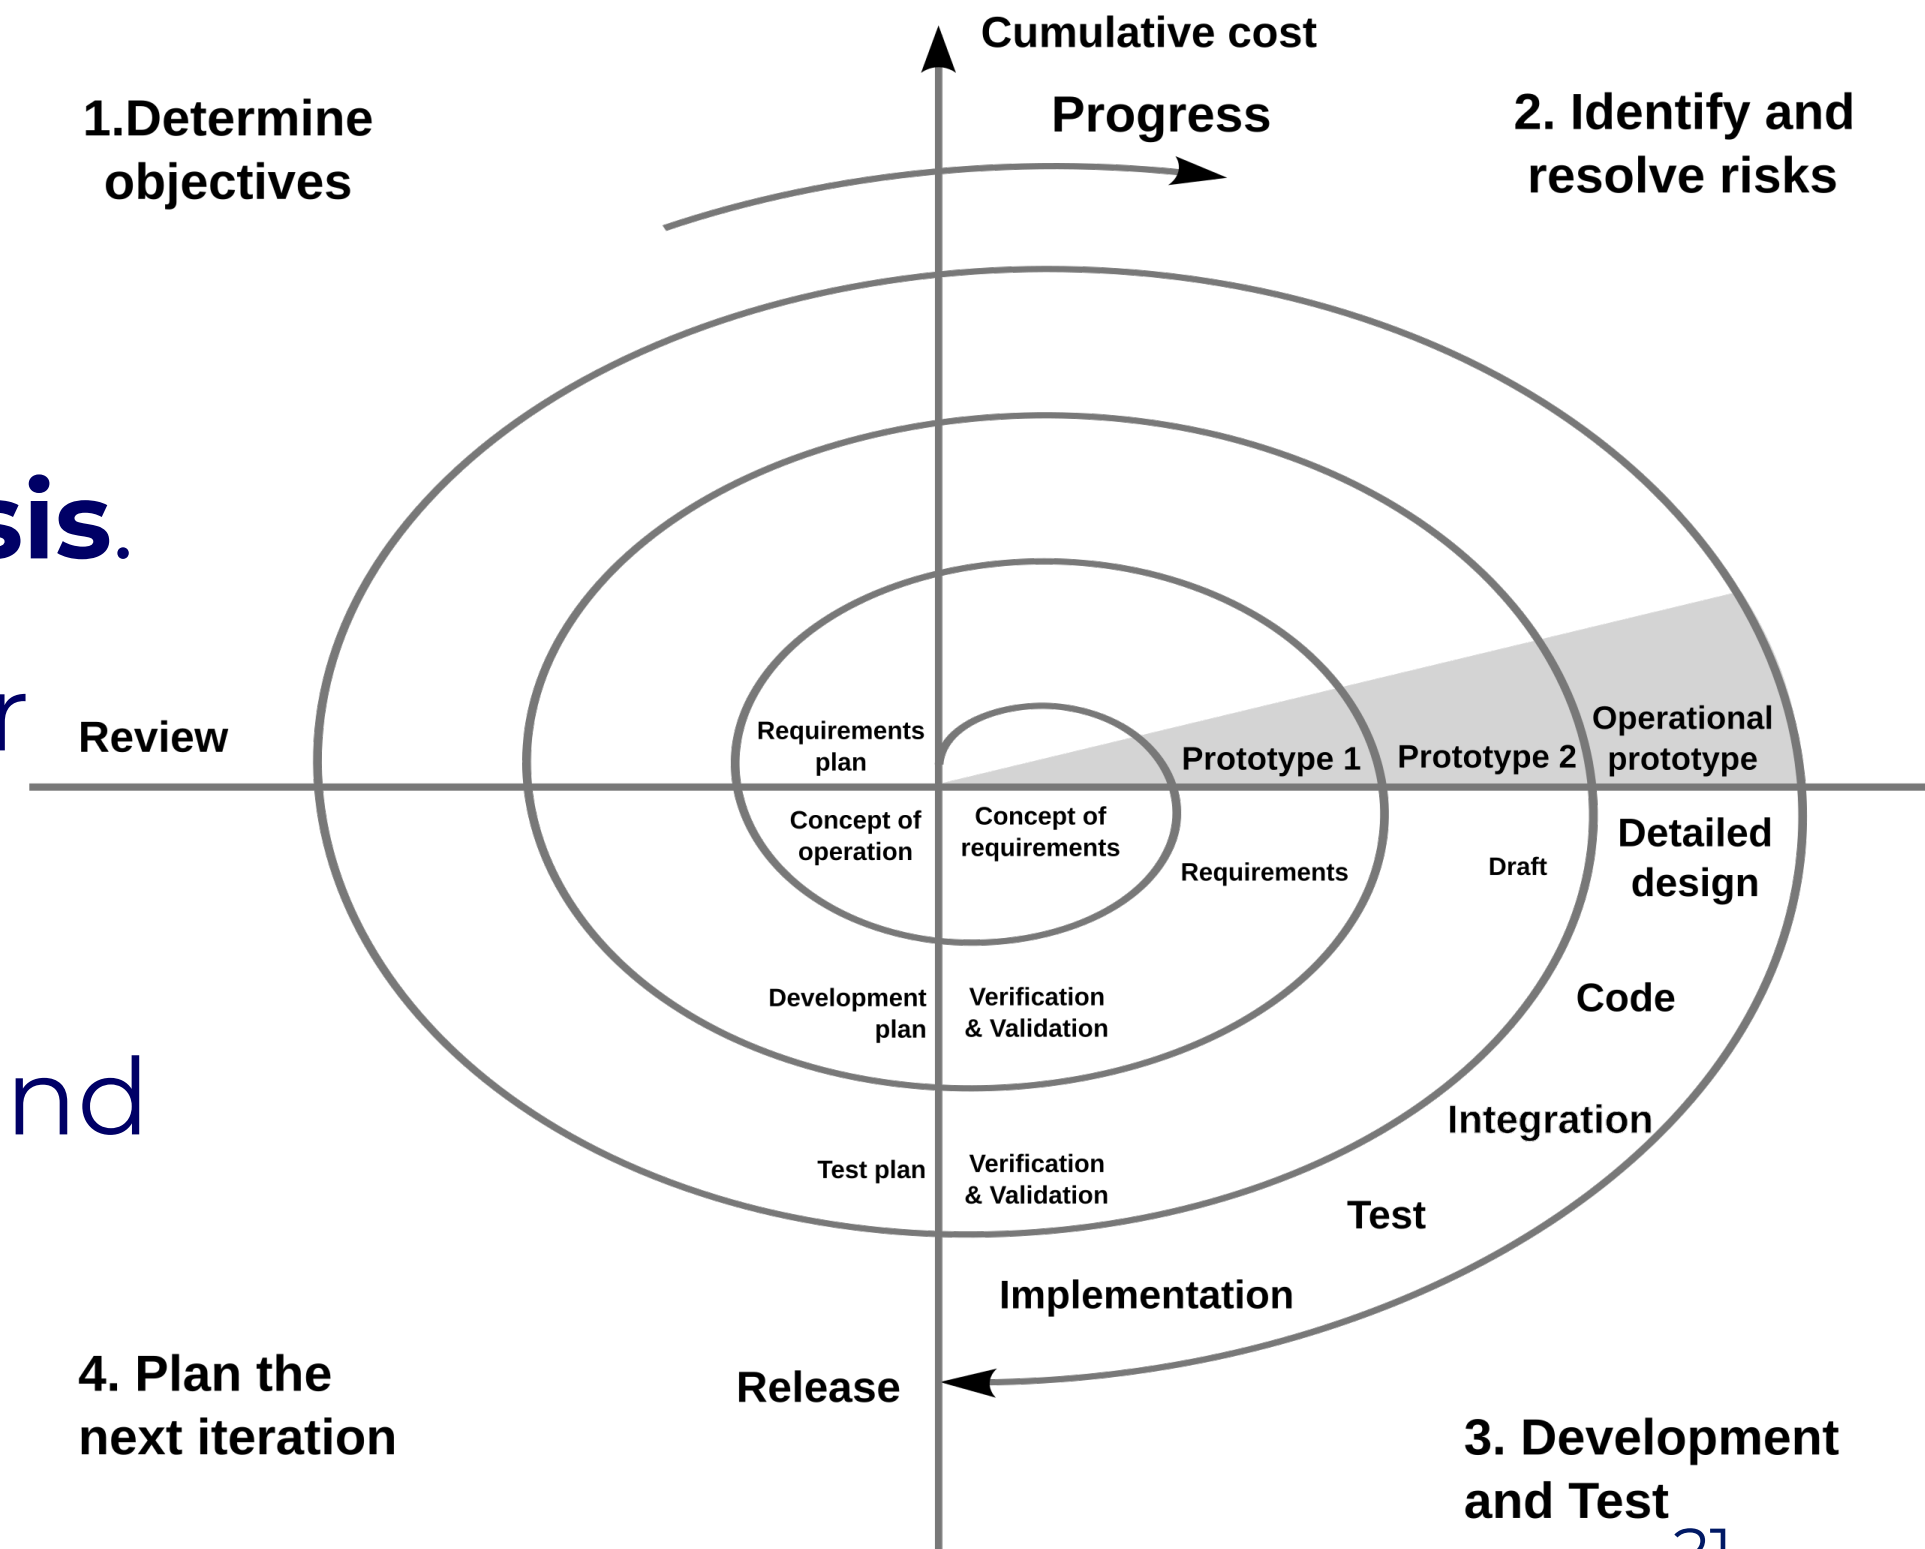 Cumulative cost
Progress
1.Determine
objectives
2. Identify and
resolve risks
sis.
r
nd
Review
Requirements
plan
Prototype 1
Prototype 2
Operational
prototype
Concept of
operation
Concept of
requirements
Requirements
Draft
Detailed
design
Development
plan
Verification
& Validation
Code
Integration
Test plan
Verification
& Validation
Test
Implementation
Release
4. Plan the
next iteration
3. Development
and Test
21